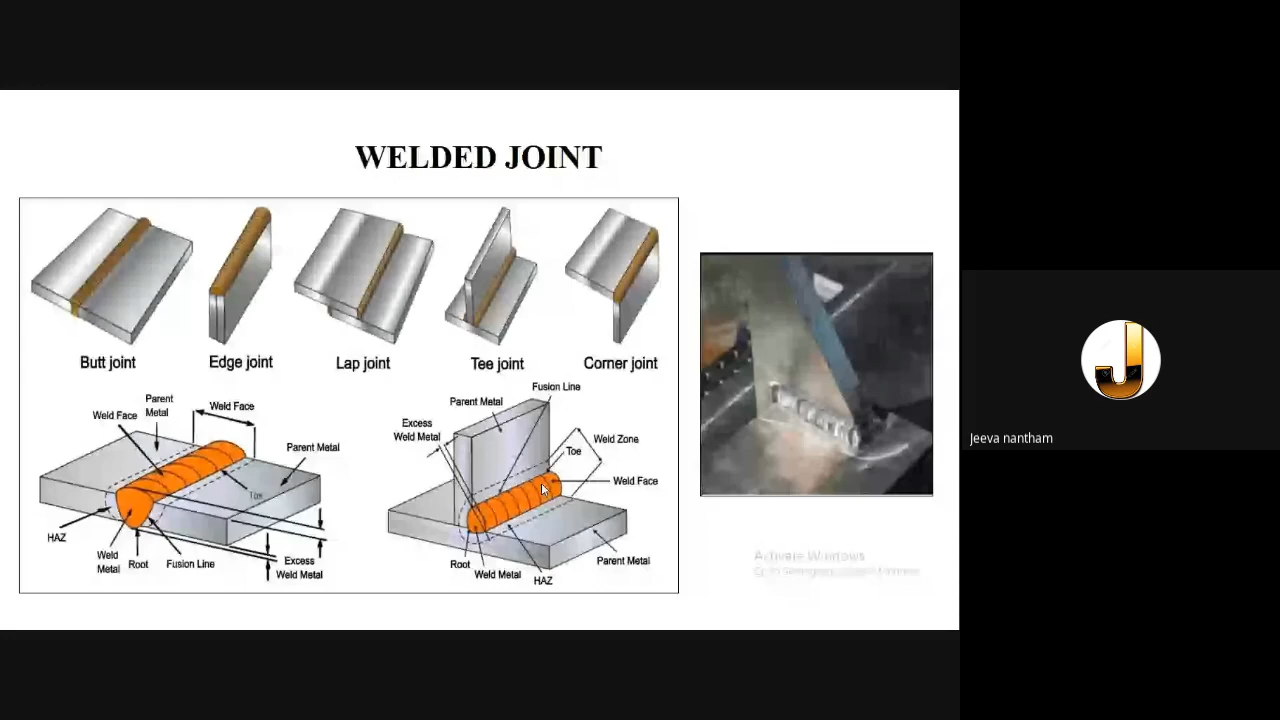 WELDED JOINT
Butt joint
Edge joint
Lap joint
Tee joint
Corner joint
Weld Face
Parent
Metal
Weld Face
Parent Metal
Toe
HAZ
Weld
Metal
Root
Fusion Line
Excess
Weld Metal
Fusion Line
Parent Metal
Excess
Weld Metal
Weld Zone
Toe
Weld Face
Parent Metal
Root
Weld Metal
HAZ
Activate Windows
Jeeva nantham